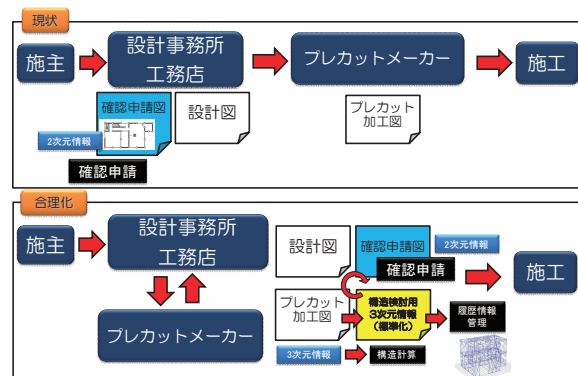 現状
施主
設計事務所
工務店
プレカットメーカー
施工
確認申請図
設計図
プレカット
加工図
2次元情報
確認申請
合理化
施主
設計事務所
工務店
設計図
確認申請図
2次元情報
確認申請
施工
プレカットメーカー
プレカット
加工図
構造検討用
3次元情報
(標準化)
履歴情報
管理
3次元情報
構造計算